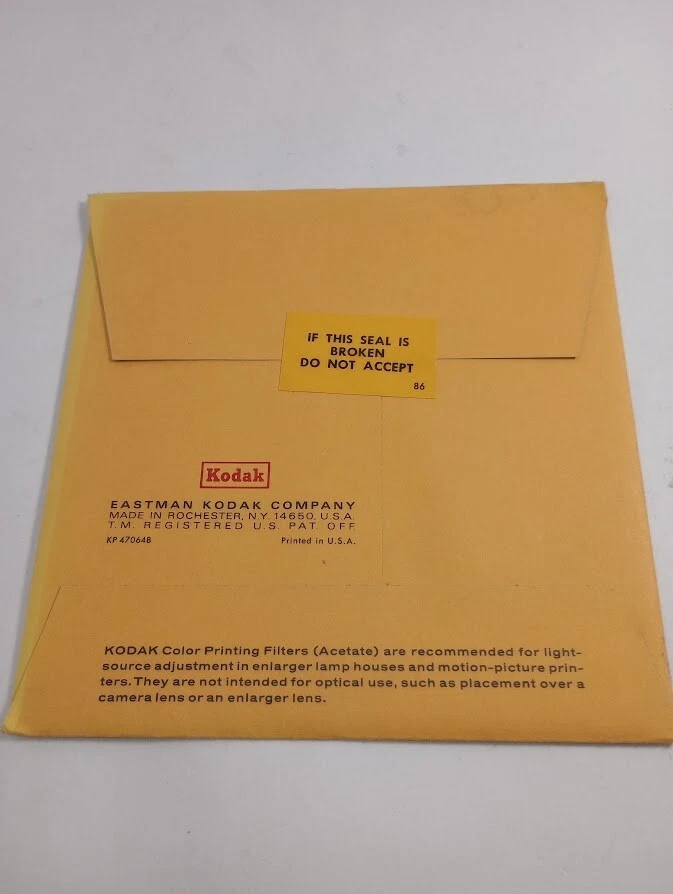 IF THIS SEAL IS
BROKEN
DO NOT ACCEPT
86
Kodak
EASTMAN KODAK COMPANY
MADE IN ROCHESTER, N.Y. 14650, U.S.A.
T.M. REGISTERED U.S. PAT. OFF.
KP 47064B Printed in U.S.A.
KODAK Color Printing Filters (Acetate) are recommended for light-
source adjustment in enlarger lamp houses and motion-picture prin-
ters. They are not intended for optical use, such as placement over a
camera lens or an enlarger lens.